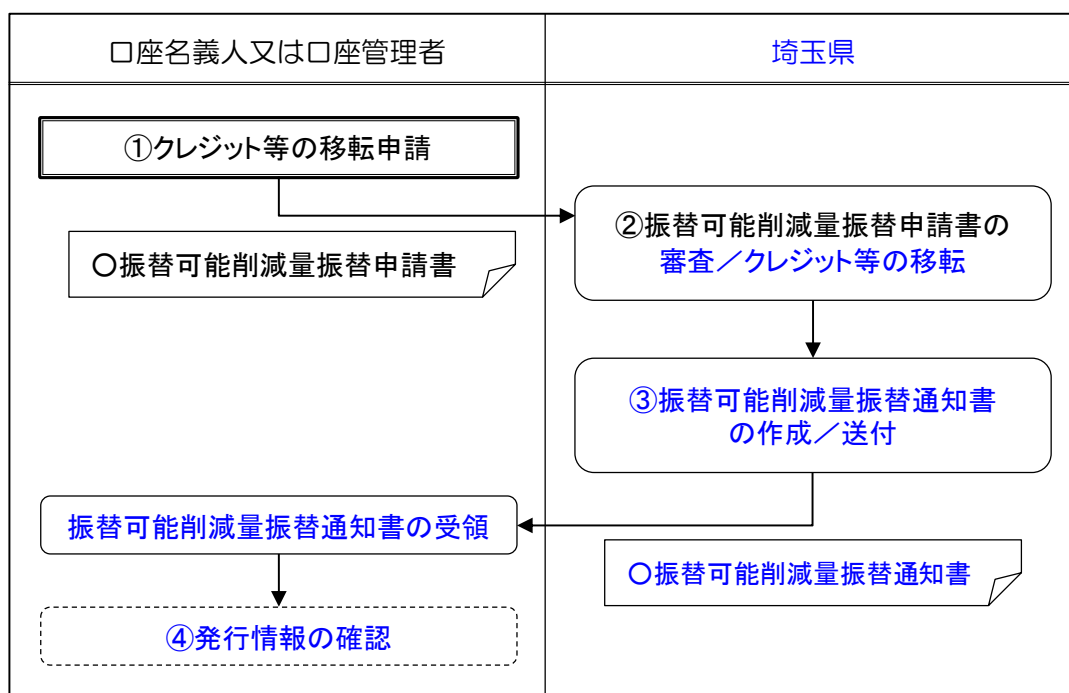 口座名義人又は口座管理者
埼玉県
①クレジット等の移転申請
〇振替可能削減量振替申請書
②振替可能削減量振替申請書の
審査／クレジット等の移転
③振替可能削減量振替通知書
の作成／送付
振替可能削減量振替通知書の受領
〇振替可能削減量振替通知書
④発行情報の確認